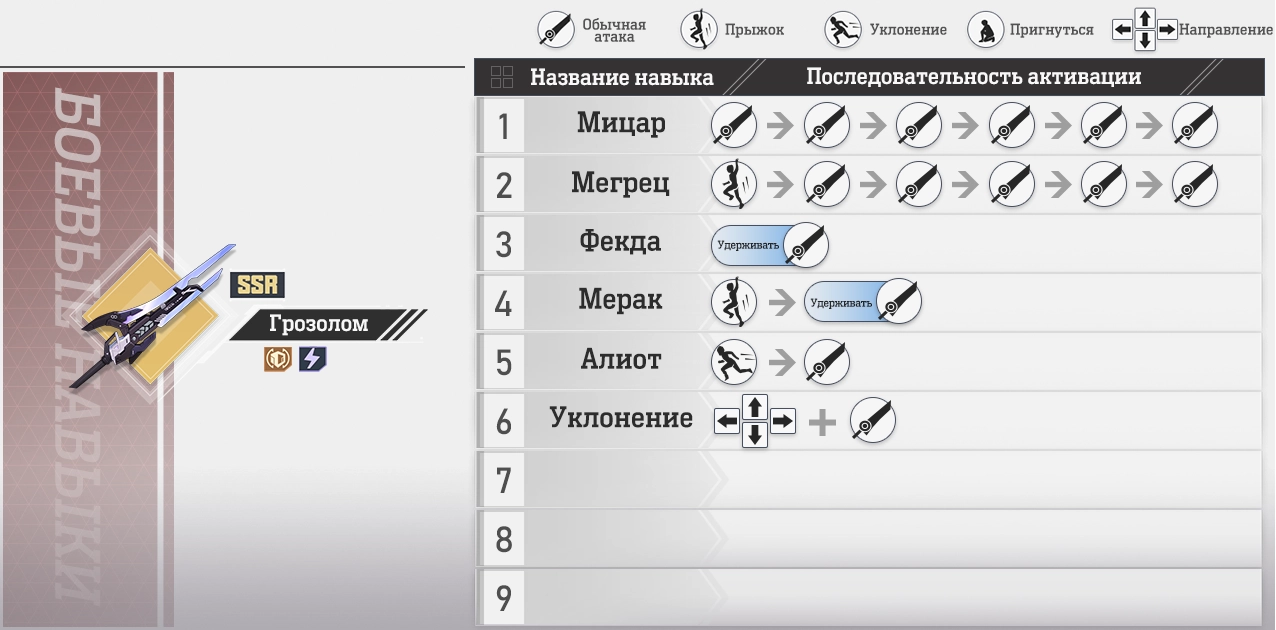 Обычная
атака
Прыжок
Уклонение
Пригнуться
Направление
Название навыка
Последовательность активации
БОЕВЫЕ НАВЫКИ
SSR
Грозолом
1
Мицар
2
Мегрец
3
Фекда
Удерживать
4
Мерак
Удерживать
5
Алиот
6
Уклонение
7
8
9